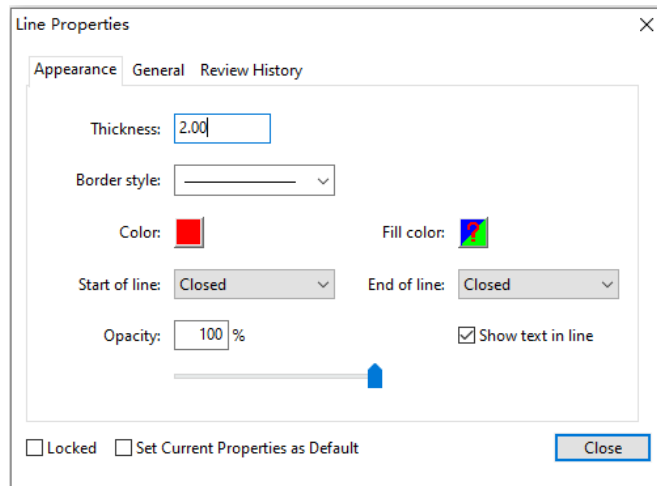 Line Properties
Appearance General Review History
Thickness: 2.00
Border style:
Color: Fill color: ?
Start of line: Closed End of line: Closed
Opacity: 100 % Show text in line
Locked Set Current Properties as Default Close